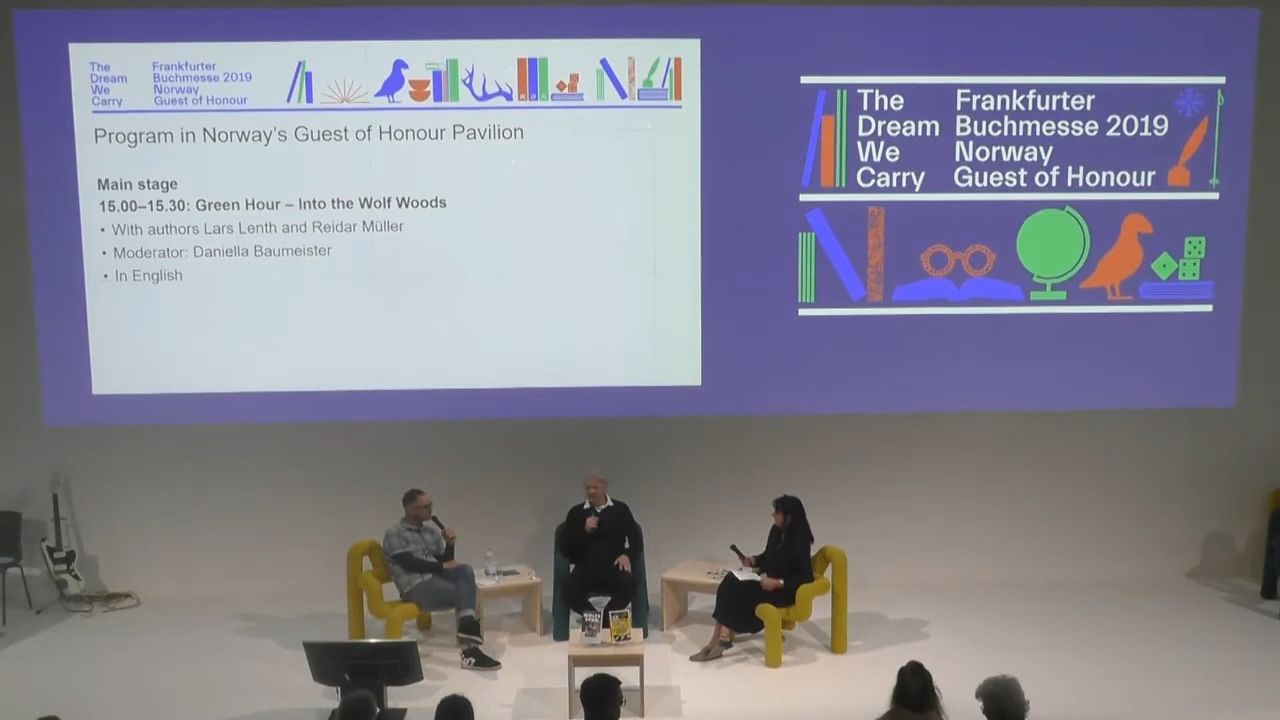 The
Dream
We
Carry
Frankfurter
Buchmesse 2019
Norway
Guest of Honour
Program in Norway's Guest of Honour Pavilion
Main stage
15.00–15.30: Green Hour – Into the Wolf Woods
• With authors Lars Lenth and Reidar Müller
• Moderator: Daniella Baumeister
• In English
The
Dream
We
Carry
Frankfurter
Buchmesse 2019
Norway
Guest of Honour